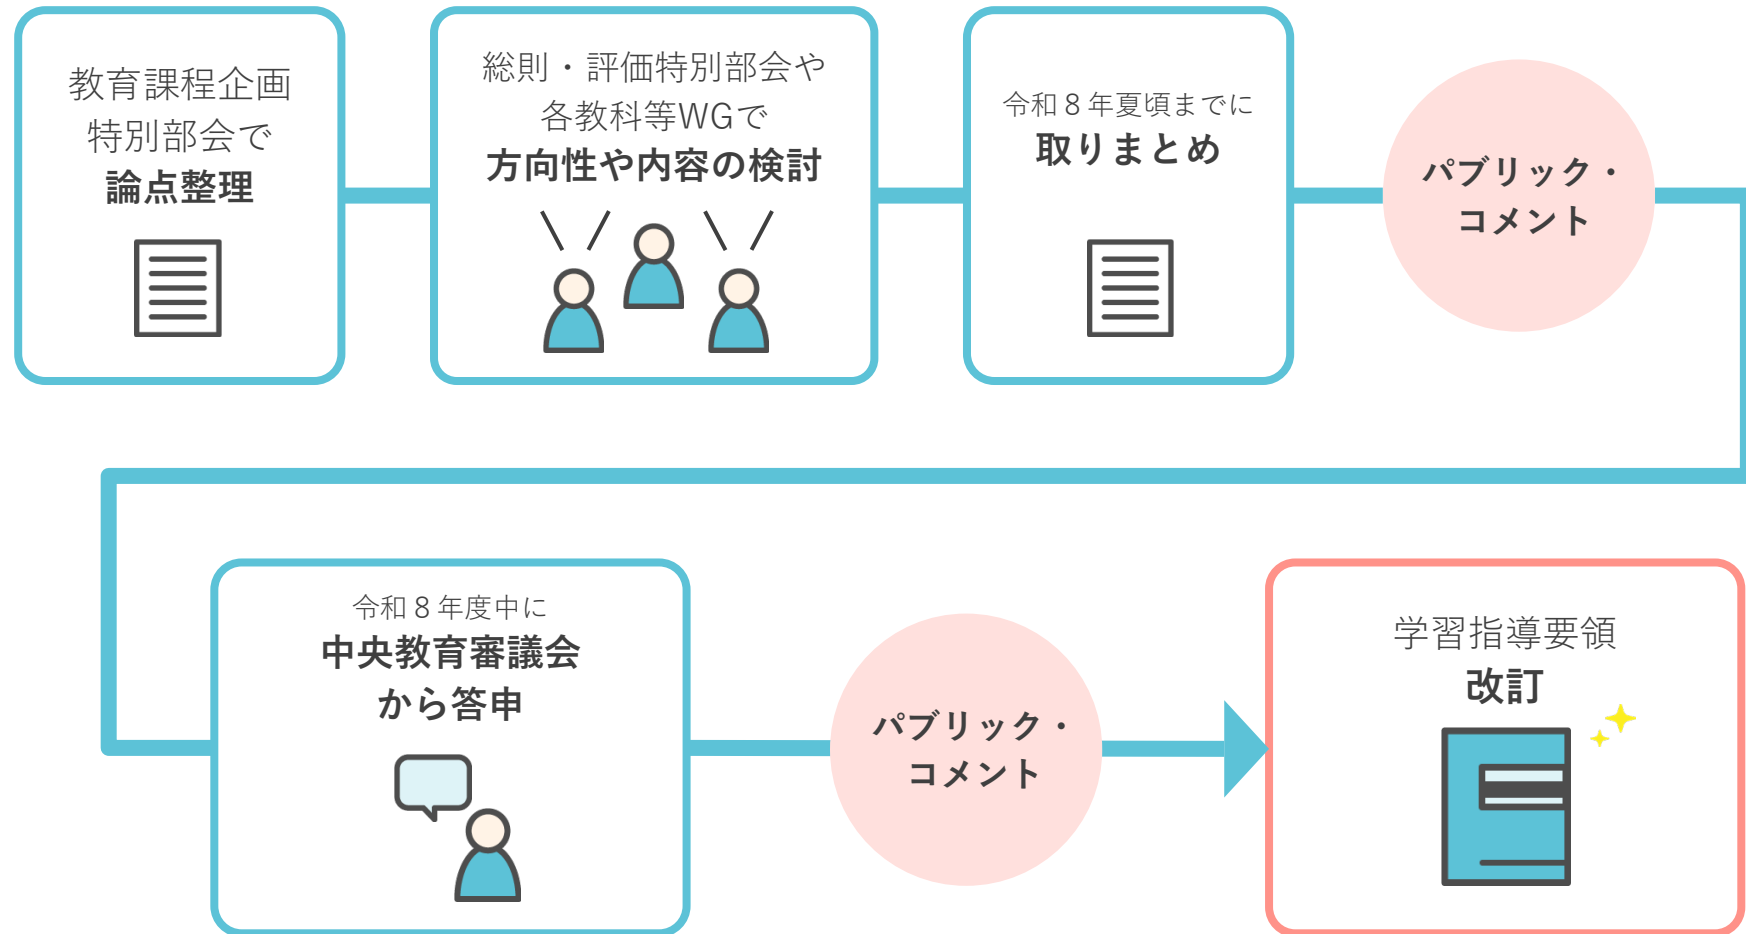 教育課程企画
特別部会で
論点整理
総則・評価特別部会や
各教科等WGで
方向性や内容の検討
令和８年夏頃までに
取りまとめ
パブリック・
コメント
令和８年度中に
中央教育審議会
から答申
パブリック・
コメント
学習指導要領
改訂